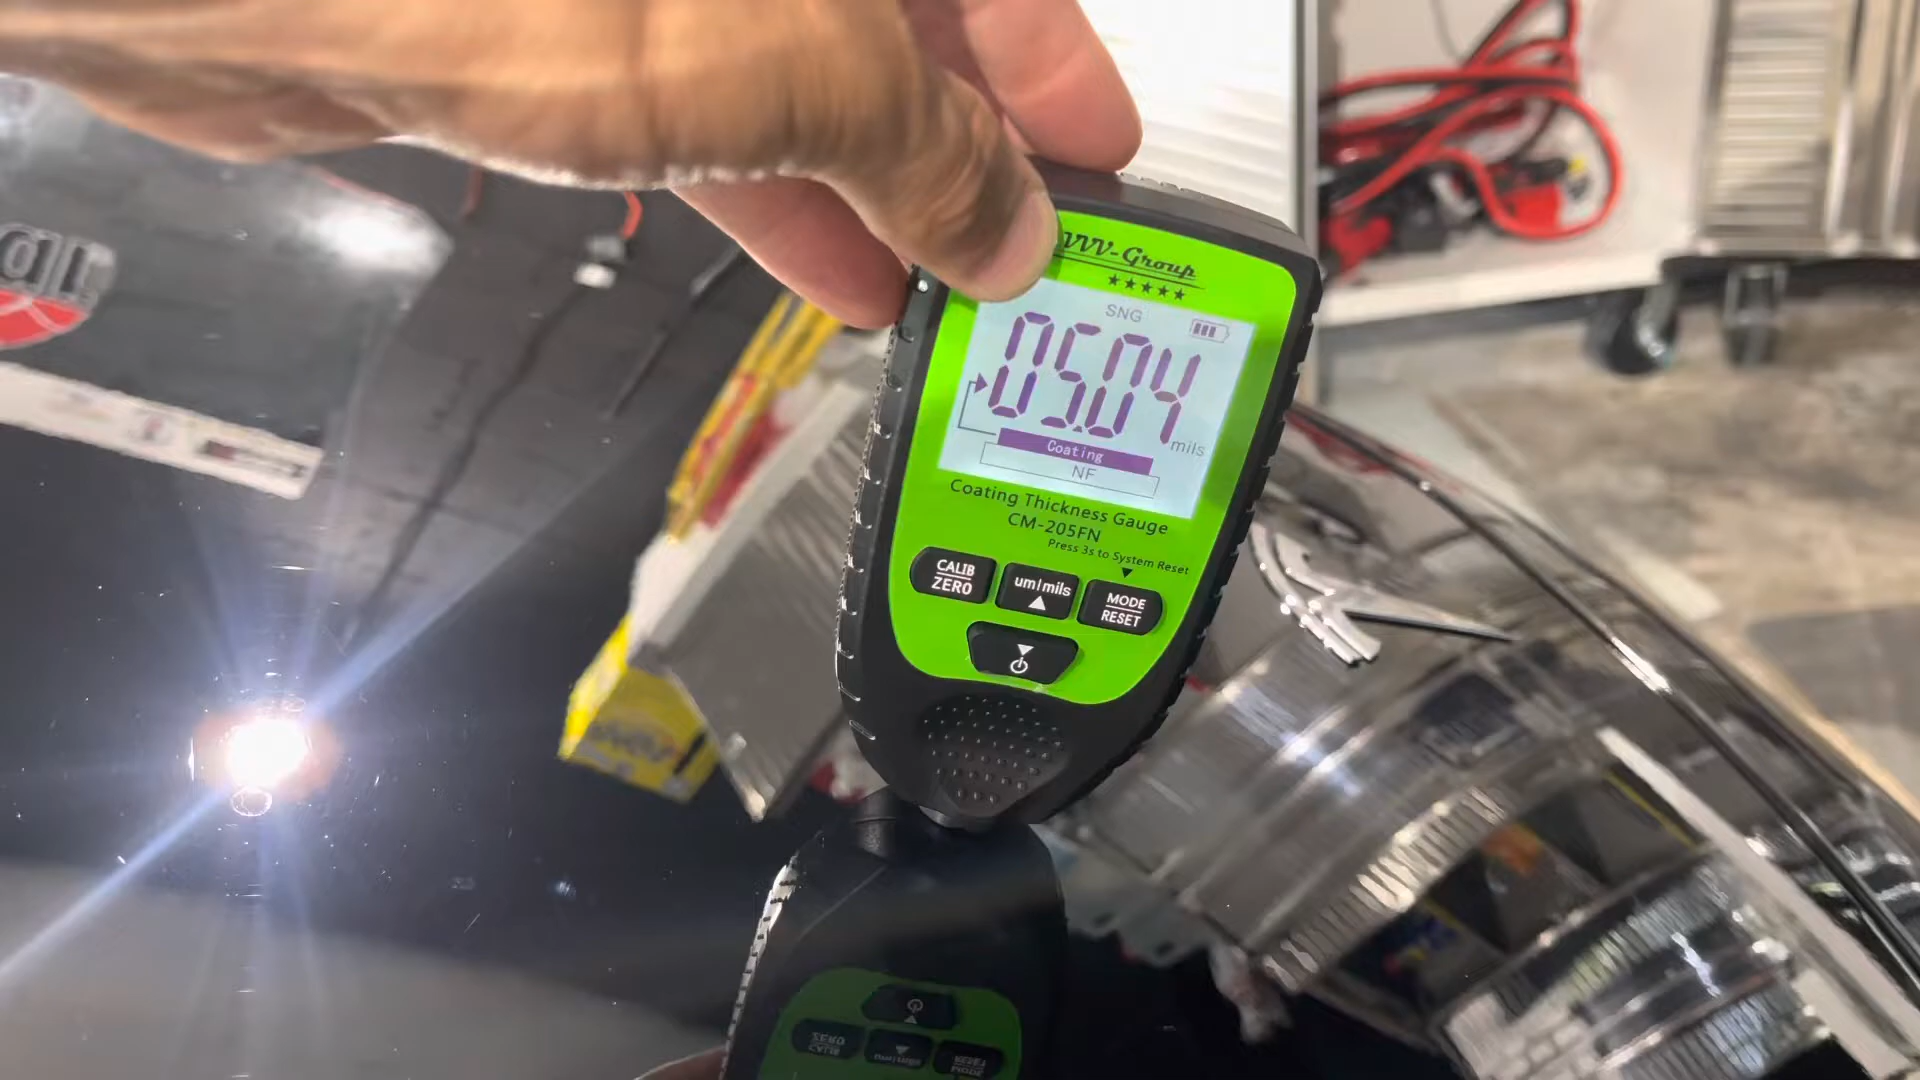 VVV-Group
SNG
05.04 mils
Coating
NF
Coating Thickness Gauge
CM-205FN
Press 3s to System Reset
CALIB
ZERO
um/mils
MODE
RESET